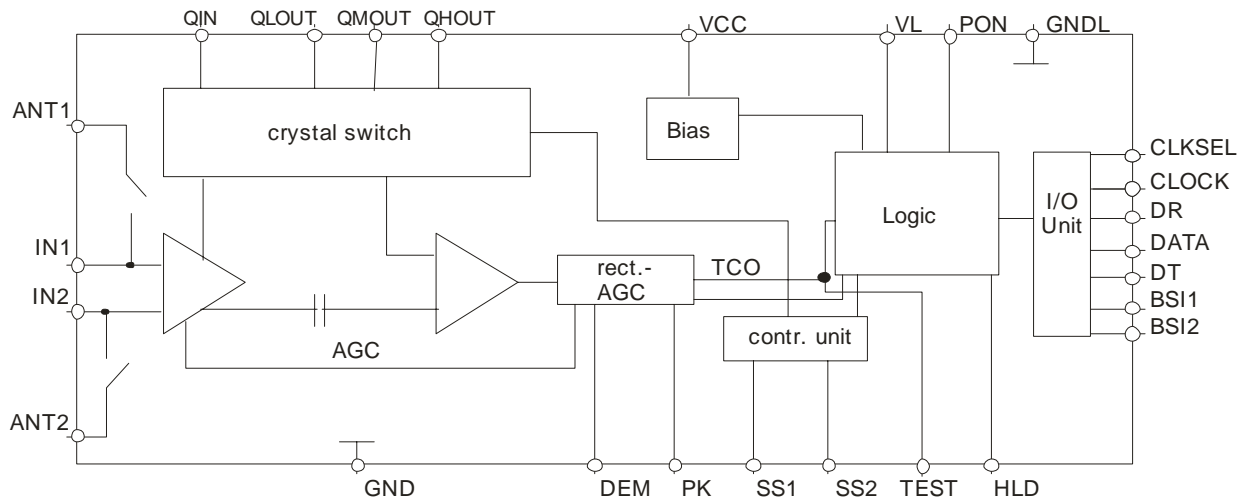 QIN QLOUT QMOUT QHOUT VCC VL PON GNDL
ANT1
crystal switch
Bias
CLKSEL
CLOCK
I/O
Unit
Logic
DR
DATA
IN1
rect.-
AGC
TCO
DT
IN2
BSI1
BSI2
contr. unit
AGC
ANT2
GND DEM PK SS1 SS2 TEST HLD